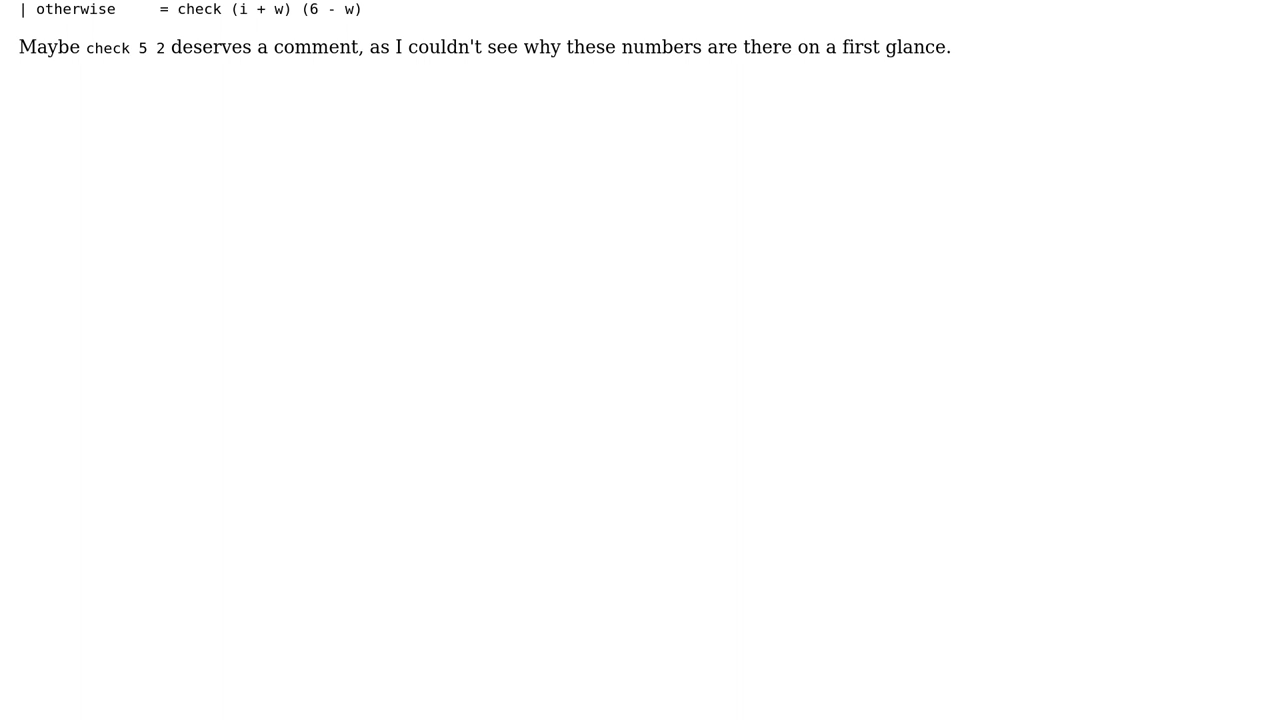 | otherwise     = check (i + w) (6 - w)
Maybe check 5 2 deserves a comment, as I couldn't see why these numbers are there on a first glance.